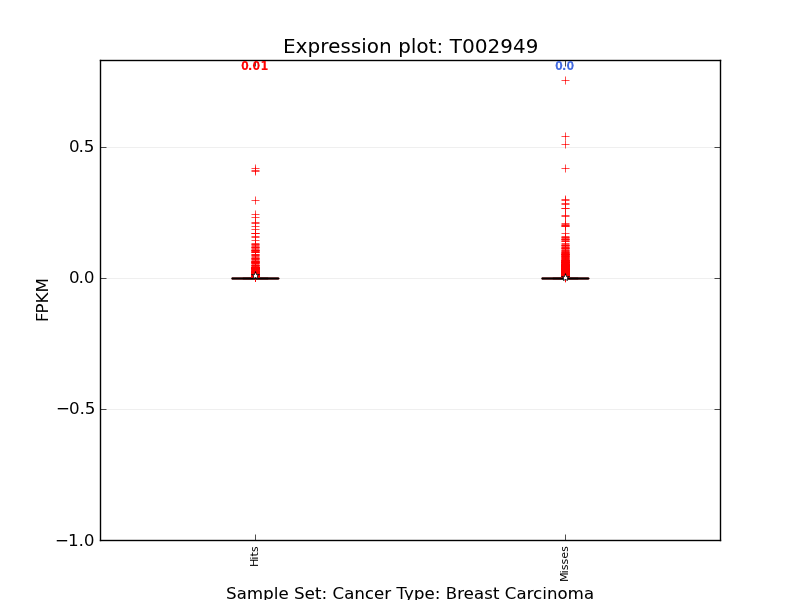 Expression plot: T002949
0.01
0.0
0.5
0.0
−0.5
−1.0
FPKM
Hits
Misses
Sample Set: Cancer Type: Breast Carcinoma